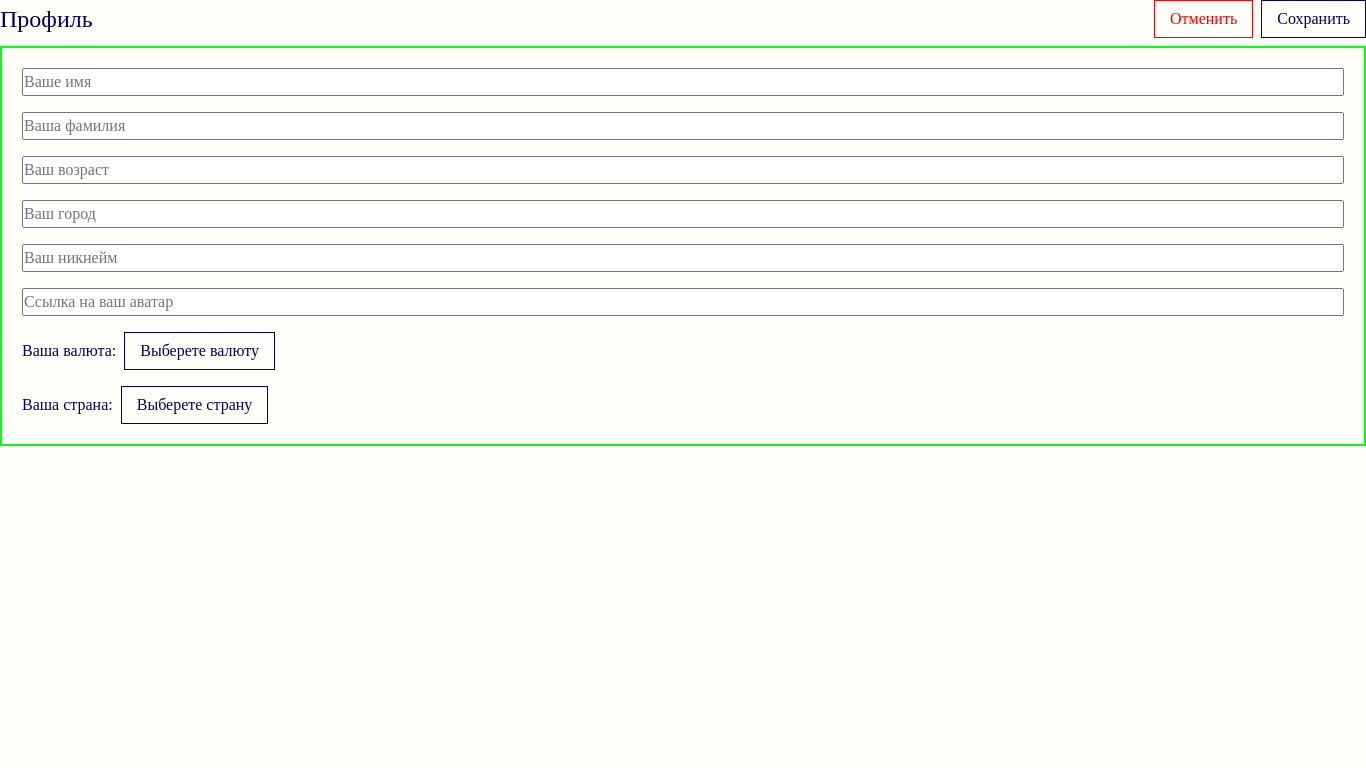 Профиль Отменить Сохранить
Ваше имя
Ваша фамилия
Ваш возраст
Ваш город
Ваш никнейм
Ссылка на ваш аватар
Ваша валюта: Выберете валюту
Ваша страна: Выберете страну